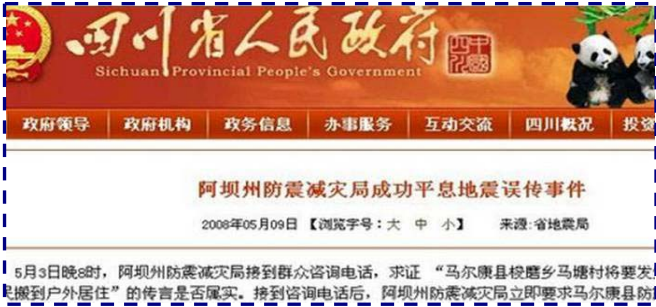 四川省人民政府
中國四川
Sichuan Provincial People's Government
政府领导 政府机构 政务信息 办事服务 互动交流 四川概况 投资
阿坝州防震减灾局成功平息地震误传事件
2008年05月09日 【浏览字号：大 中 小】 来源：省地震局
5月3日晚8时，阿坝州防震减灾局接到群众咨询电话，求证 “马尔康县梭磨乡马塘村将要发
搬到户外居住”的传言是否属实。接到咨询电话后，阿坝州防震减灾局立即要求马尔康县防